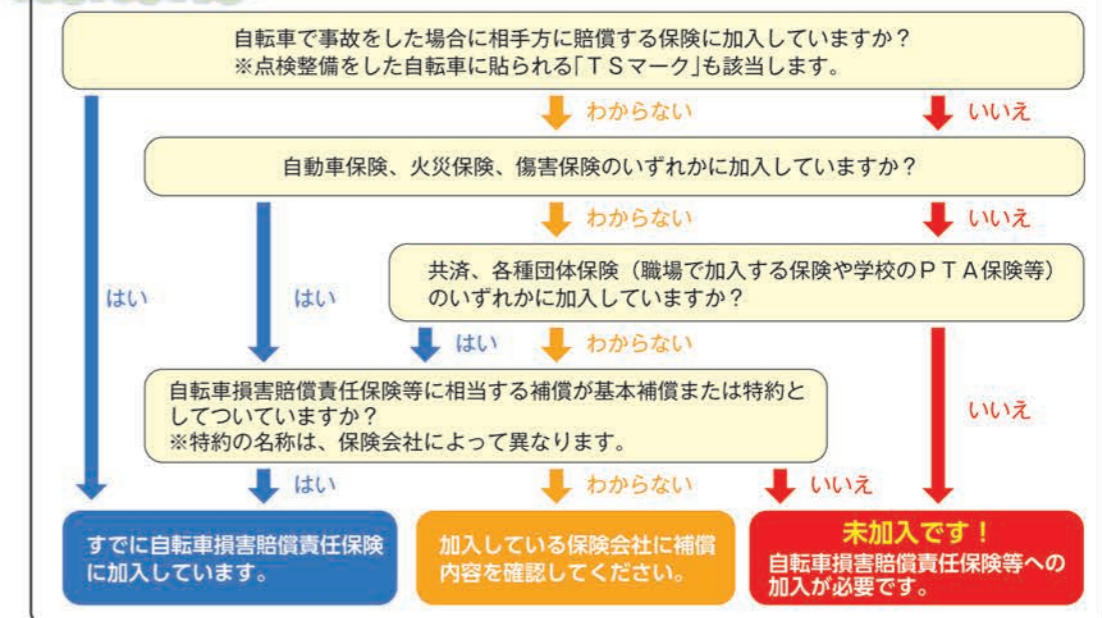 自転車で事故をした場合に相手方に賠償する保険に加入していますか？
※点検整備をした自転車に貼られる「ＴＳマーク」も該当します。
わからない
いいえ
自動車保険、火災保険、傷害保険のいずれかに加入していますか？
わからない
いいえ
共済、各種団体保険（職場で加入する保険や学校のＰＴＡ保険等）
のいずれかに加入していますか？
はい
はい
はい
わからない
自転車損害賠償責任保険等に相当する補償が基本補償または特約と
してついていますか？
※特約の名称は、保険会社によって異なります。
いいえ
はい
わからない
いいえ
すでに自転車損害賠償責任保険
に加入しています。
加入している保険会社に補償
内容を確認してください。
未加入です！
自転車損害賠償責任保険等への
加入が必要です。